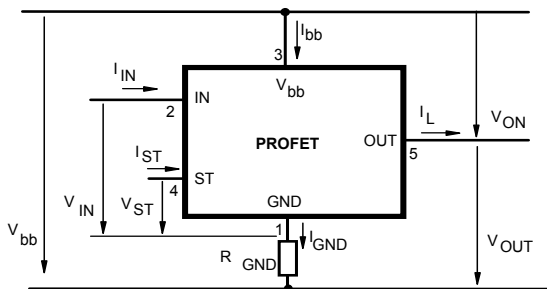 I bb
3
V bb
I IN
IN
2
I L
V ON
PROFET
OUT
5
I ST
ST
4
GND
V IN
V ST
1
I GND
V bb
R GND
V OUT